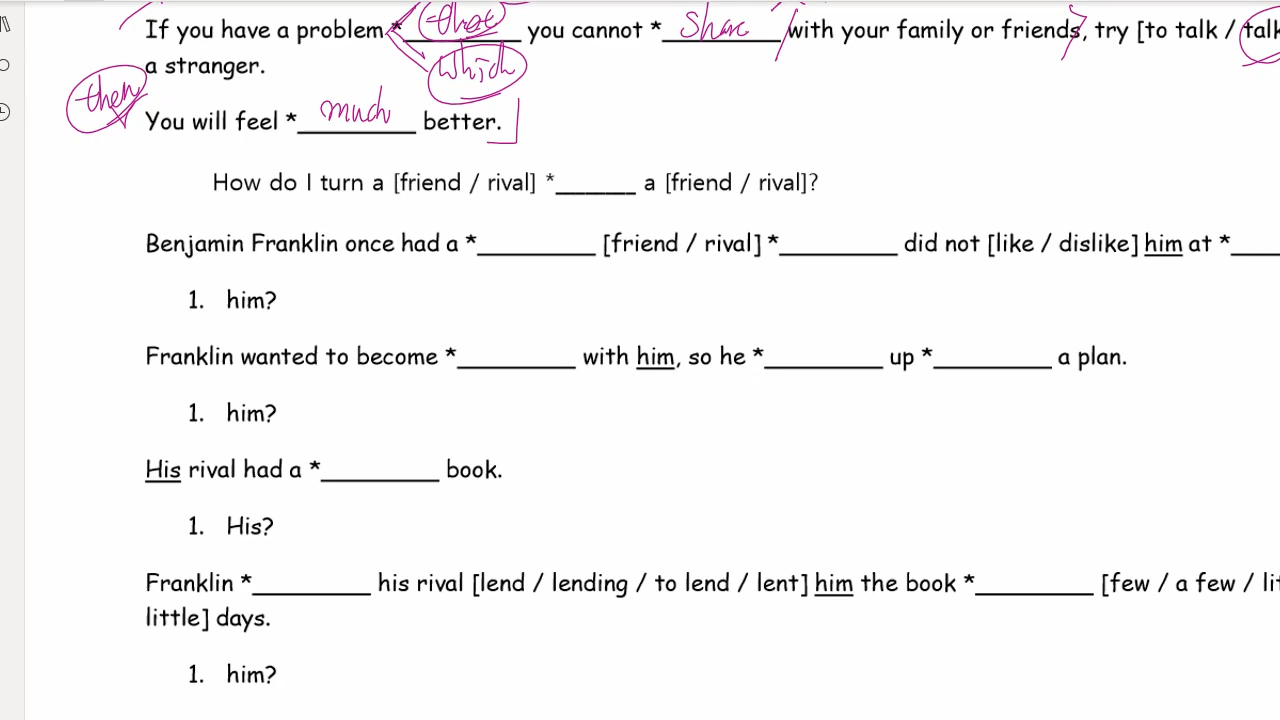 If you have a problem *that you cannot *share with your family or friends, try [to talk / talk
which
a stranger.
then
You will feel *much better.
How do I turn a [friend / rival] *______ a [friend / rival]?
Benjamin Franklin once had a *_________ [friend / rival] *_________ did not [like / dislike] him at *____
1. him?
Franklin wanted to become *_________ with him, so he *_________ up *_________ a plan.
1. him?
His rival had a *_________ book.
1. His?
Franklin *_________ his rival [lend / lending / to lend / lent] him the book *_________ [few / a few / lit
little] days.
1. him?